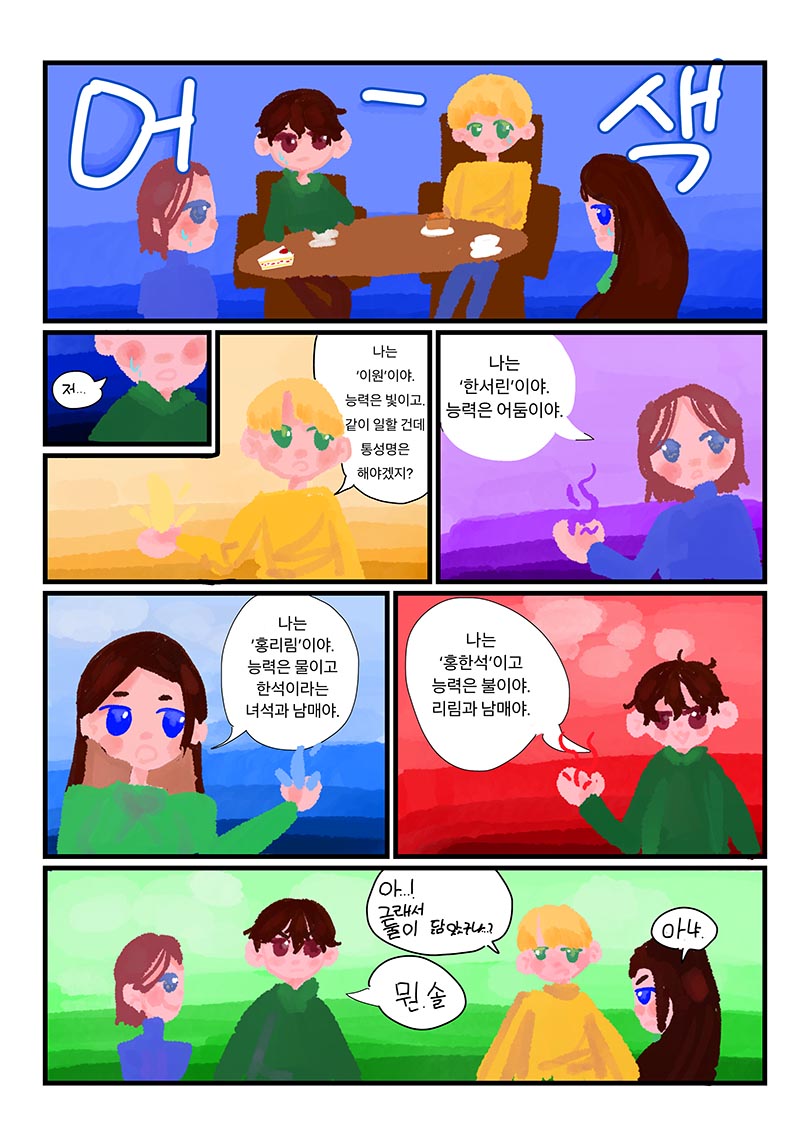 어 - 색
저...
나는
'이원'이야.
능력은 빛이고.
같이 일할 건데
통성명은
해야겠지?
나는
'한서린'이야.
능력은 어둠이야.
나는
'홍리림'이야.
능력은 물이고
한석이라는
녀석과 남매야.
나는
'홍한석'이고
능력은 불이야.
리림과 남매야.
아...!
그래서
둘이 닮았구나..?
뭔.솔
아냐.